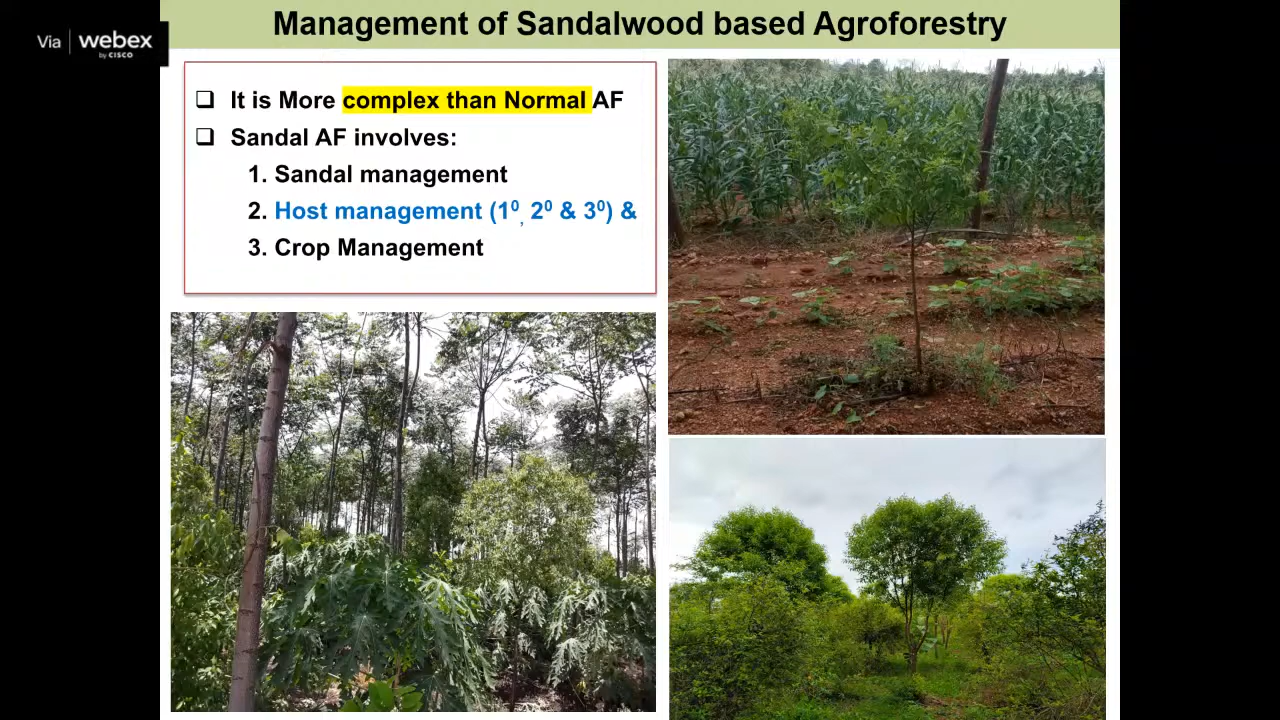 Management of Sandalwood based Agroforestry
Via webex
by CISCO
❑ It is More complex than Normal AF
❑ Sandal AF involves:
1. Sandal management
2. Host management (1⁰, 2⁰ & 3⁰) &
3. Crop Management